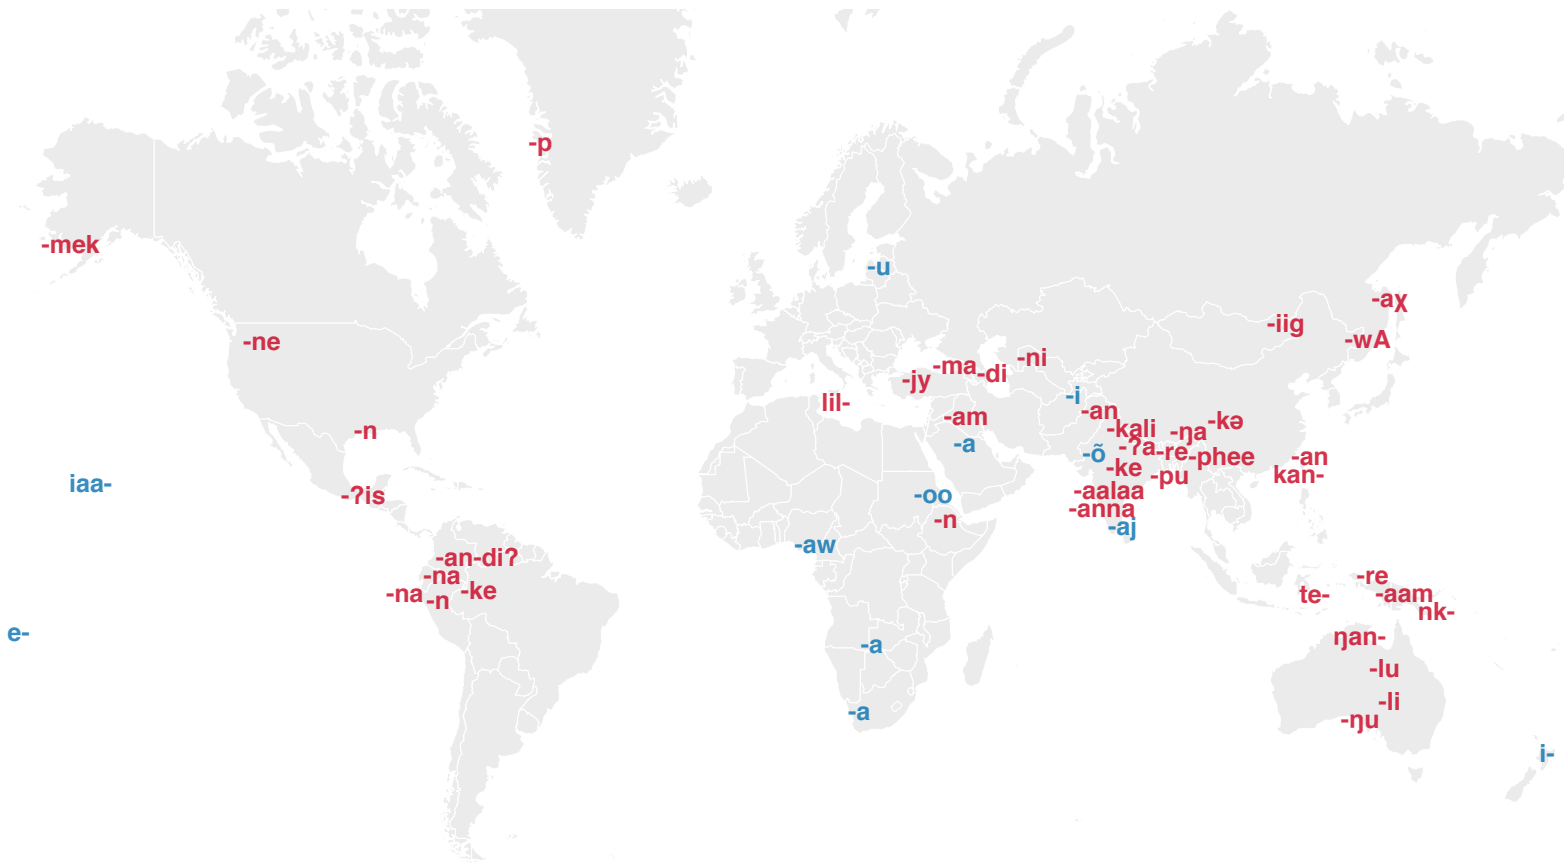 -p
-mek
-u
-aχ
-iig
-wA
-ne
-ni
-ma
-di
-jy
-i
lil-
-an
-am
-kə
-kali
-ŋa
-n
-a
-ʔa
-re
-õ
-phee
-an
-ke
-pu
kan-
iaa-
-aalaa
-ʔis
-oo
-anna
-n
-aj
-aw
-an
-diʔ
-na
-re
-ke
-na
-n
te-
-aam
nk-
e-
ŋan-
-a
-lu
-li
-a
-ŋu
i-